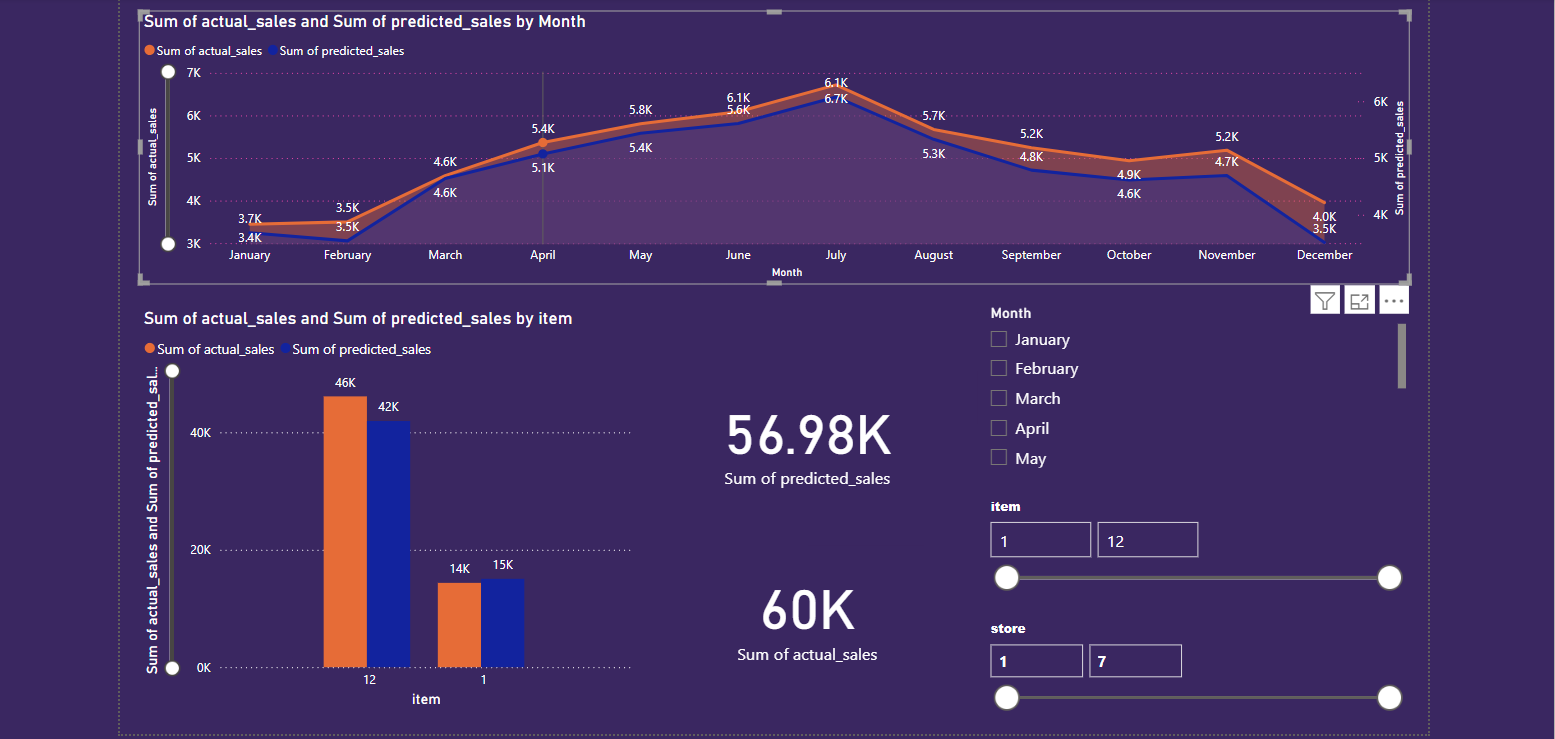 Sum of actual_sales and Sum of predicted_sales by Month
Sum of actual_sales Sum of predicted_sales
7K
6K
5K
4K
3K
Sum of actual_sales
3.7K
3.4K
3.5K
3.5K
4.6K
4.6K
5.4K
5.1K
5.8K
5.4K
6.1K
5.6K
6.1K
6.7K
5.7K
5.3K
5.2K
4.8K
4.9K
4.6K
5.2K
4.7K
4.0K
3.5K
6K
5K
4K
Sum of predicted_sales
January February March April May June July August September October November December
Month
Sum of actual_sales and Sum of predicted_sales by item
Sum of actual_sales Sum of predicted_sales
Sum of actual_sales and Sum of predicted_sal...
40K
20K
0K
46K
42K
14K
15K
12 1
item
56.98K
Sum of predicted_sales
60K
Sum of actual_sales
Month
January
February
March
April
May
item
1 12
store
1 7